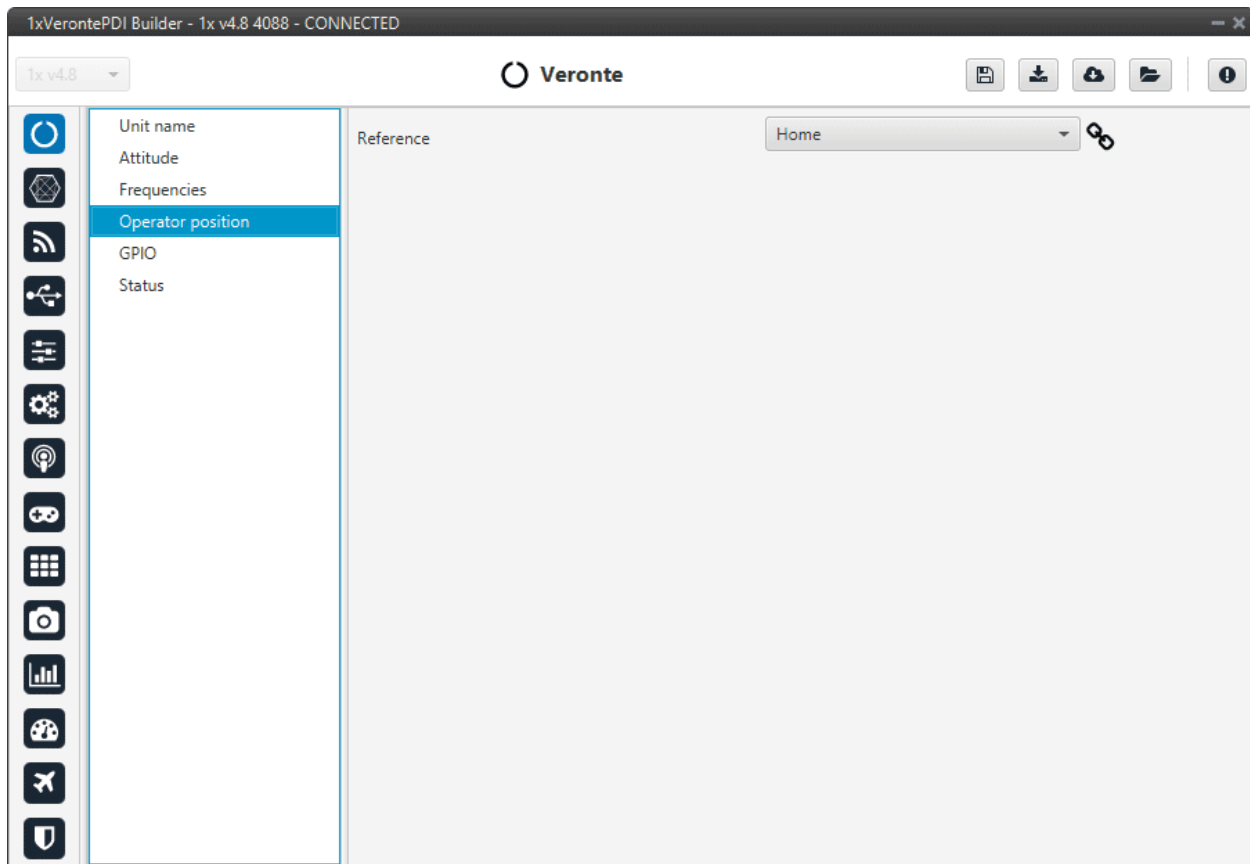 1xVerontePDI Builder - 1x v4.8 4088 - CONNECTED
1x v4.8
Veronte
Unit name
Attitude
Frequencies
Operator position
GPIO
Status
Reference
Home